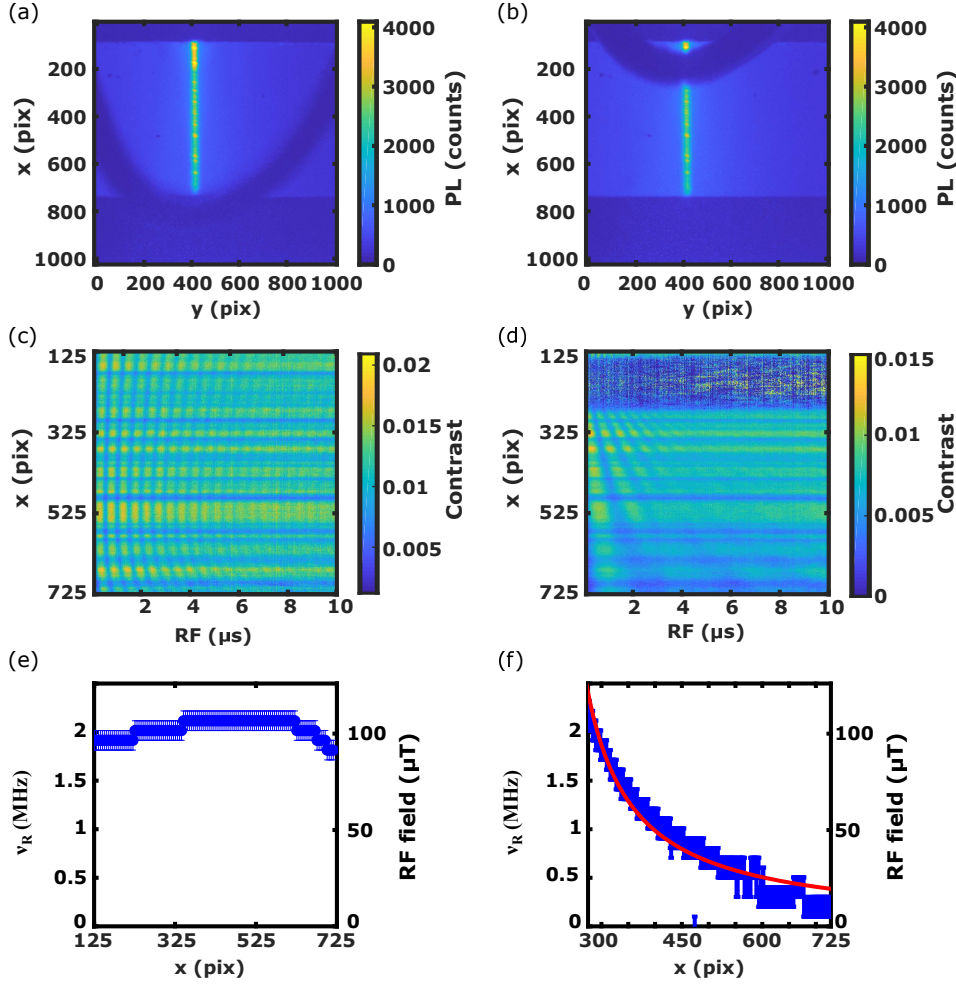 (a)
(b)
200
400
600
800
1000
x (pix)
0 200 400 600 800 1000
y (pix)
4000
3000
2000
1000
0
PL (counts)
200
400
600
800
1000
x (pix)
0 200 400 600 800 1000
y (pix)
4000
3000
2000
1000
0
PL (counts)
(c)
(d)
125
325
525
725
x (pix)
2 4 6 8 10
RF (µs)
0.02
0.015
0.01
0.005
Contrast
125
325
525
725
x (pix)
2 4 6 8 10
RF (µs)
0.015
0.01
0.005
0
Contrast
(e)
(f)
2
1.5
1
0.5
0
νR (MHz)
125 325 525 725
x (pix)
100
50
0
RF field (µT)
2
1.5
1
0.5
0
νR (MHz)
300 450 600 725
x (pix)
100
50
0
RF field (µT)